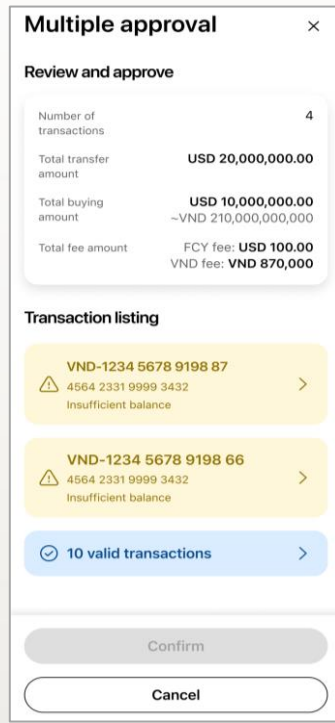 Multiple approval
Review and approve
Number of transactions 4
Total transfer amount USD 20,000,000.00
Total buying amount USD 10,000,000.00
~VND 210,000,000,000
Total fee amount FCY fee: USD 100.00
VND fee: VND 870,000
Transaction listing
VND-1234 5678 9198 87
4564 2331 9999 3432
Insufficient balance
VND-1234 5678 9198 66
4564 2331 9999 3432
Insufficient balance
10 valid transactions
Confirm
Cancel